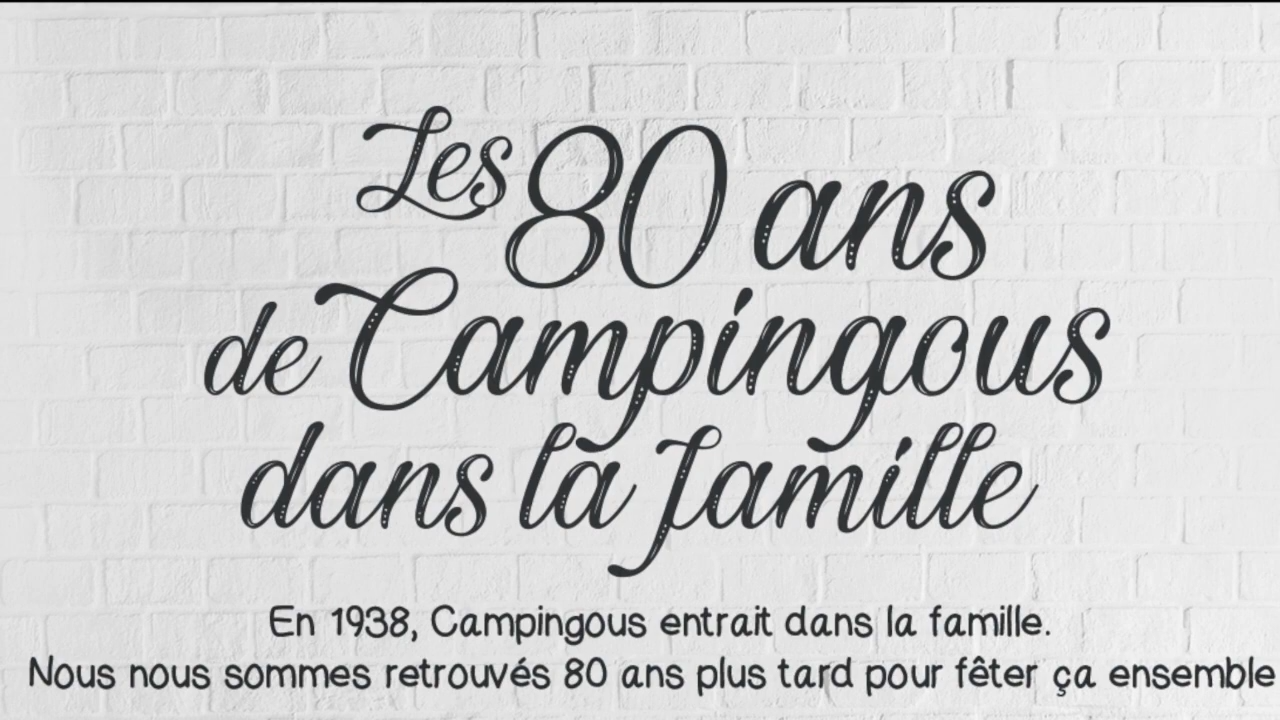 Les 80 ans
de Campingous
dans la famille
En 1938, Campingous entrait dans la famille.
Nous nous sommes retrouvés 80 ans plus tard pour fêter ça ensemble